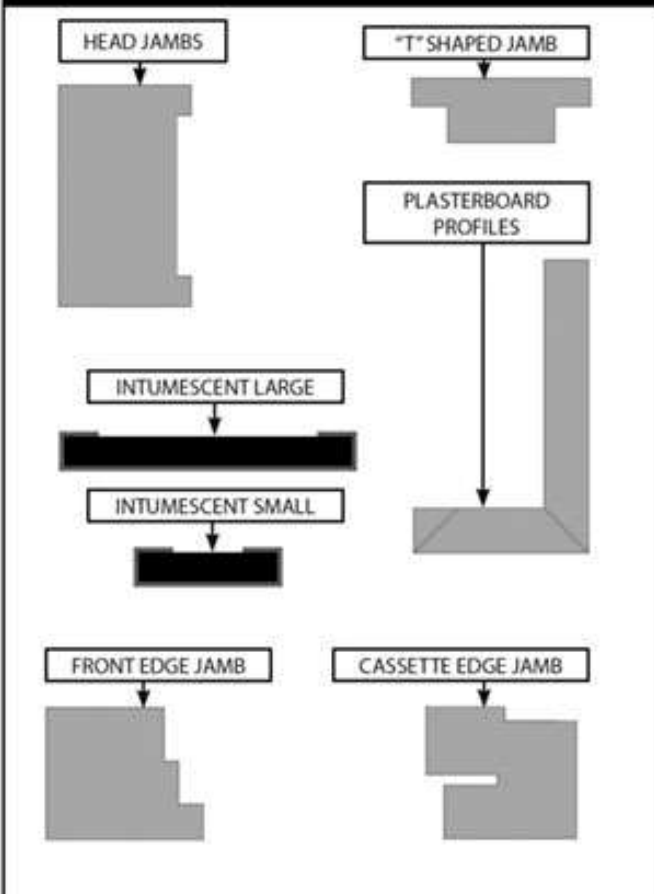 HEAD JAMBS
"T" SHAPED JAMB
PLASTERBOARD
PROFILES
INTUMESCENT LARGE
INTUMESCENT SMALL
FRONT EDGE JAMB
CASSETTE EDGE JAMB